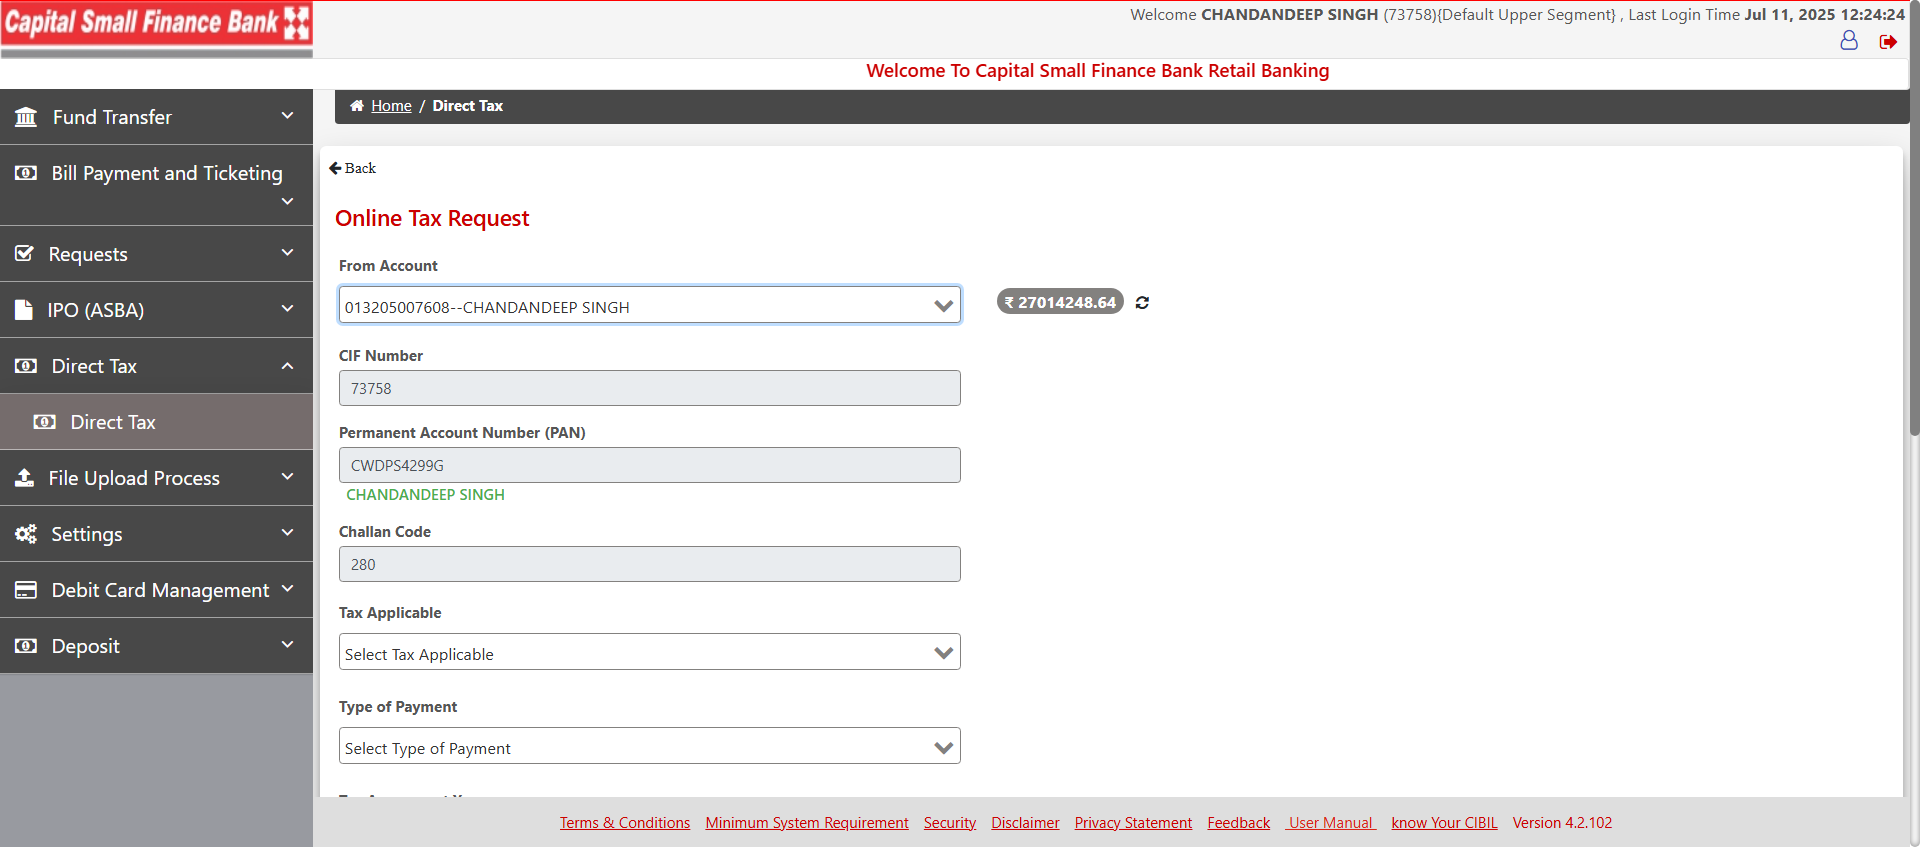 Capital Small Finance Bank
Welcome CHANDANDEEP SINGH (73758){Default Upper Segment} , Last Login Time Jul 11, 2025 12:24:24
Welcome To Capital Small Finance Bank Retail Banking
Fund Transfer
Bill Payment and Ticketing
Requests
IPO (ASBA)
Direct Tax
Direct Tax
File Upload Process
Settings
Debit Card Management
Deposit
Home / Direct Tax
Back
Online Tax Request
From Account
013205007608--CHANDANDEEP SINGH
₹ 27014248.64
CIF Number
73758
Permanent Account Number (PAN)
CWDPS4299G
CHANDANDEEP SINGH
Challan Code
280
Tax Applicable
Select Tax Applicable
Type of Payment
Select Type of Payment
Terms & Conditions Minimum System Requirement Security Disclaimer Privacy Statement Feedback User Manual know Your CIBIL Version 4.2.102